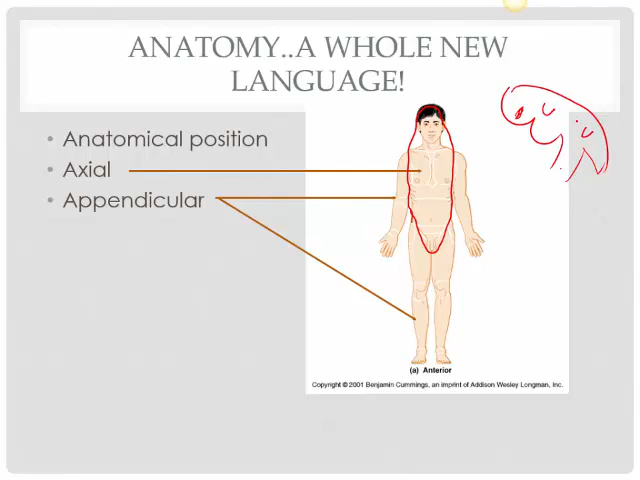 ANATOMY..A WHOLE NEW
LANGUAGE!
• Anatomical position
• Axial
• Appendicular
(a) Anterior
Copyright © 2001 Benjamin Cummings, an imprint of Addison Wesley Longman, Inc.